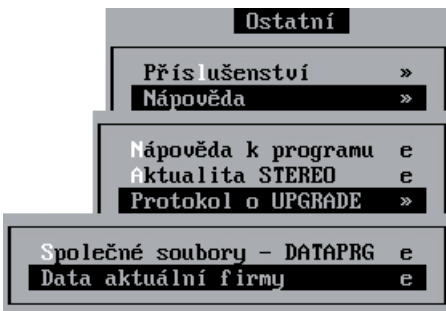 Ostatní
Příslušenství »
Nápověda »
Nápověda k programu e
Aktualita STEREO e
Protokol o UPGRADE »
Společné soubory - DATAPRG e
Data aktuální firmy e